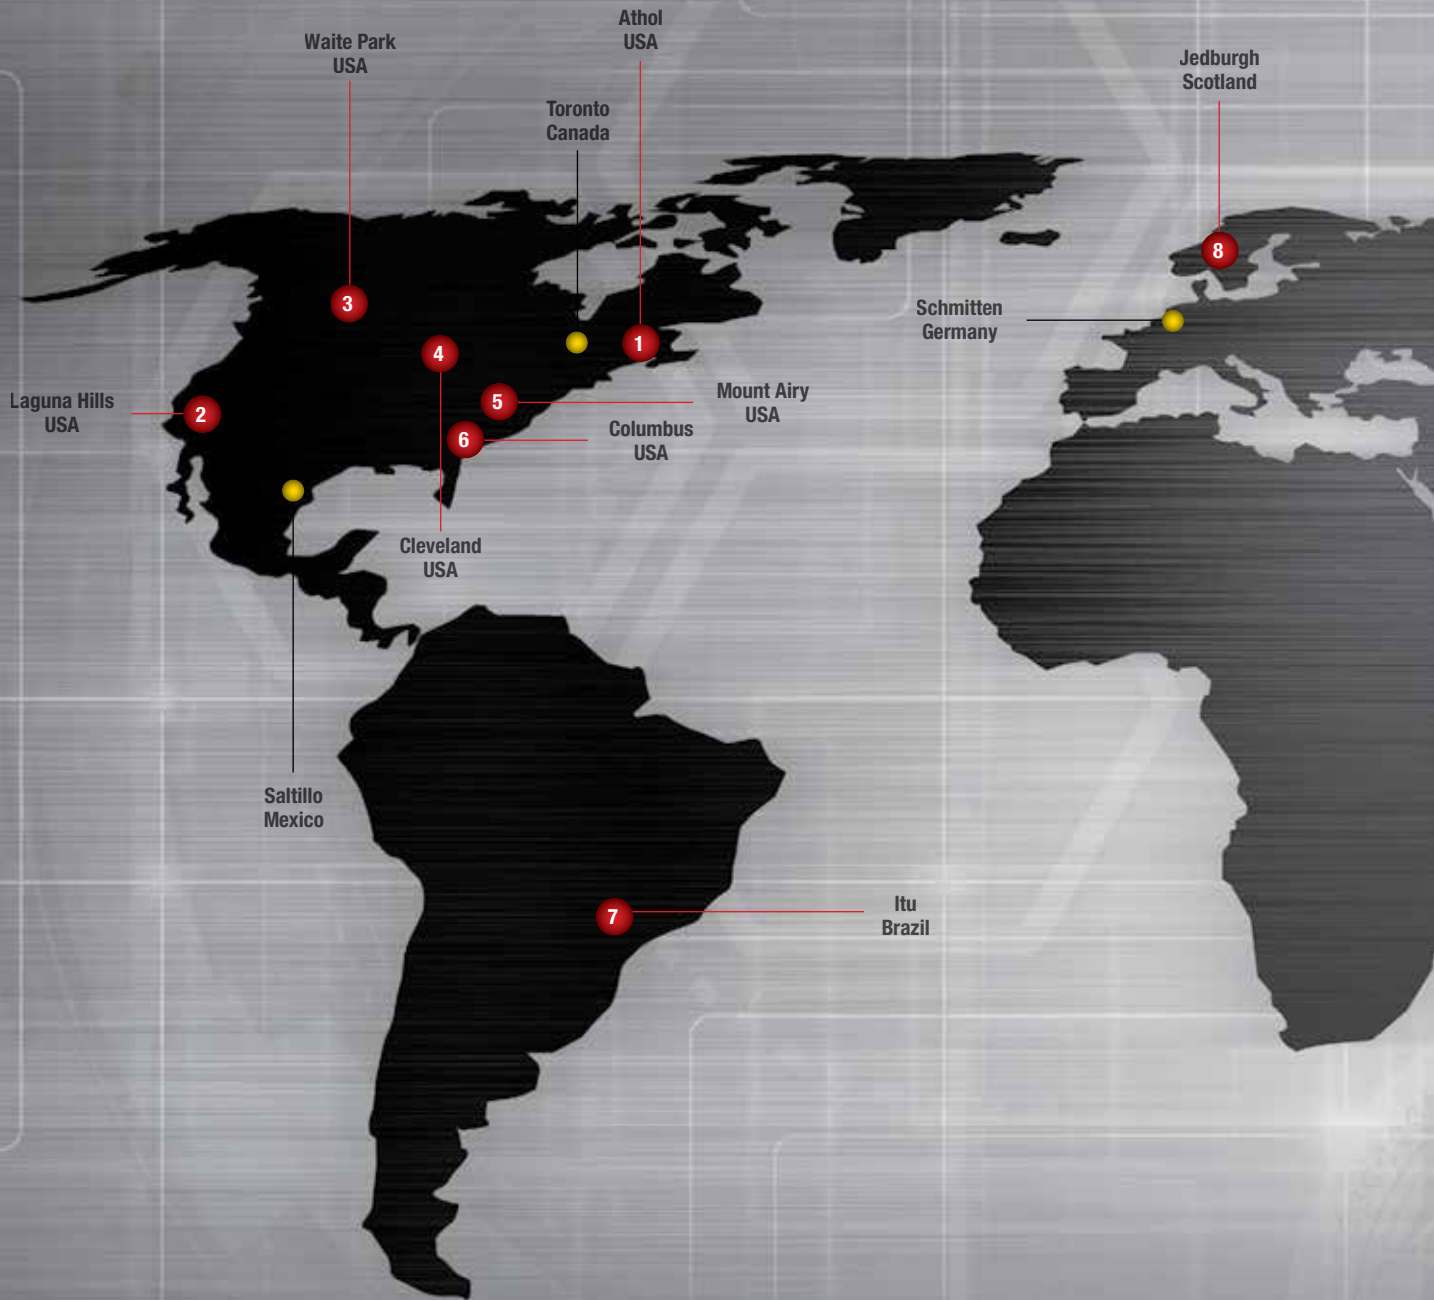 Athol
USA
Waite Park
USA
Jedburgh
Scotland
Toronto
Canada
8
3
Schmitten
Germany
1
4
Laguna Hills
USA
2
5
Mount Airy
USA
6
Columbus
USA
Cleveland
USA
Saltillo
Mexico
7
Itu
Brazil